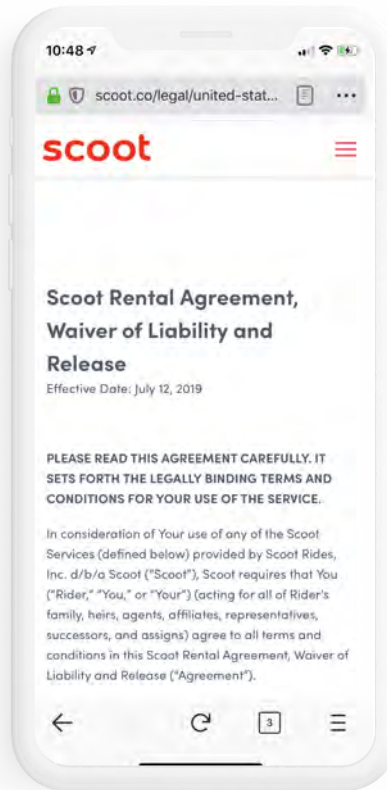 10:48
scoot.co/legal/united-stat...
scoot
Scoot Rental Agreement,
Waiver of Liability and
Release
Effective Date: July 12, 2019
PLEASE READ THIS AGREEMENT CAREFULLY. IT
SETS FORTH THE LEGALLY BINDING TERMS AND
CONDITIONS FOR YOUR USE OF THE SERVICE.
In consideration of Your use of any of the Scoot
Services (defined below) provided by Scoot Rides,
Inc. d/b/a Scoot ("Scoot"), Scoot requires that You
("Rider," "You," or "Your") (acting for all of Rider's
family, heirs, agents, affiliates, representatives,
successors, and assigns) agree to all terms and
conditions in this Scoot Rental Agreement, Waiver of
Liability and Release ("Agreement").
3